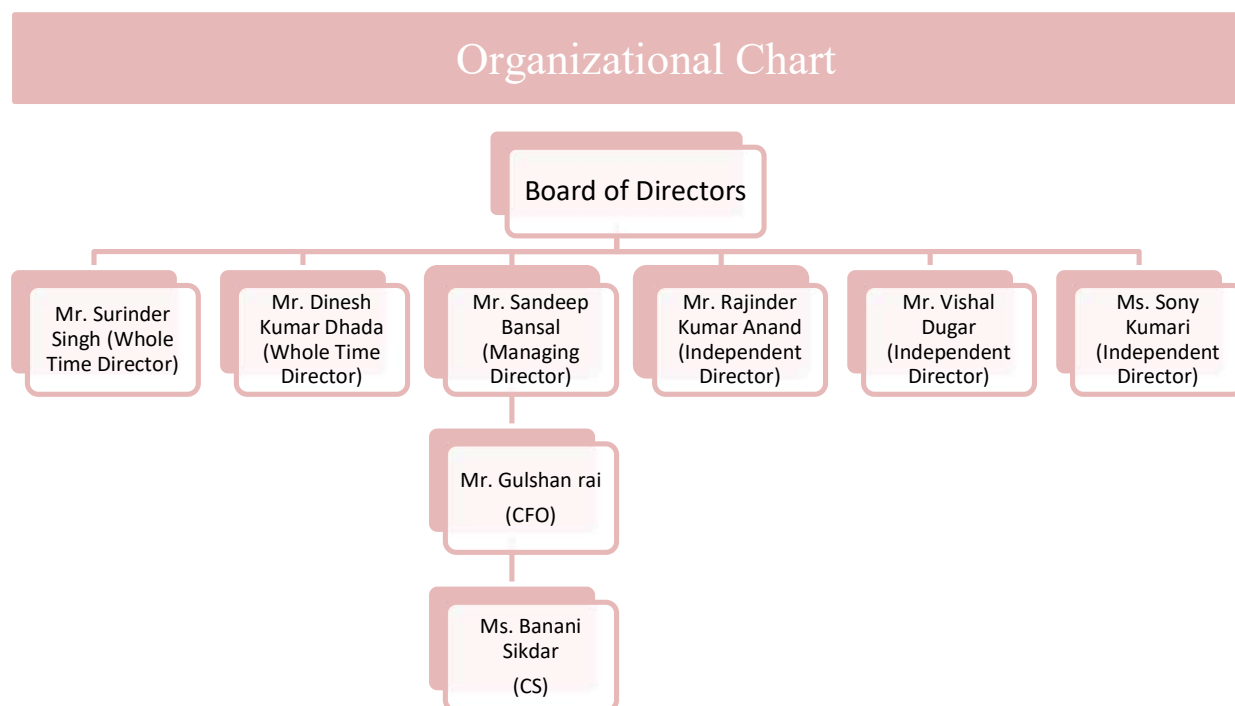 Organizational Chart
Board of Directors
Mr. Surinder
Singh (Whole
Time Director)
Mr. Dinesh
Kumar Dhada
(Whole Time
Director)
Mr. Sandeep
Bansal
(Managing
Director)
Mr. Rajinder
Kumar Anand
(Independent
Director)
Mr. Vishal
Dugar
(Independent
Director)
Ms. Sony
Kumari
(Independent
Director)
Mr. Gulshan rai
(CFO)
Ms. Banani
Sikdar
(CS)